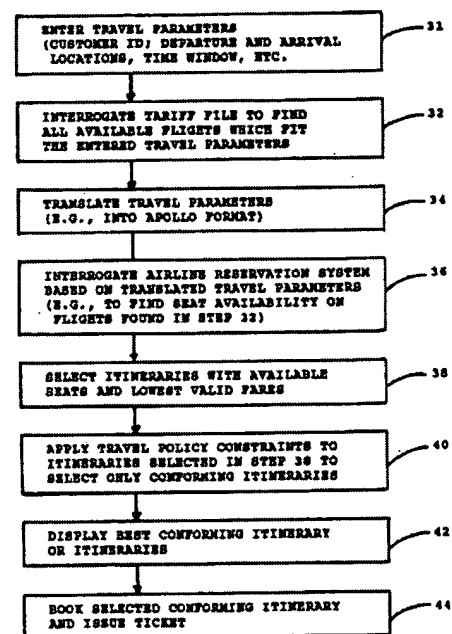 ENTER TRAVEL PARAMETERS
(CUSTOMER ID; DEPARTURE AND ARRIVAL
LOCATIONS, TIME WINDOW, ETC.
31
INTERROGATE TARIFF FILE TO FIND
ALL AVAILABLE FLIGHTS WHICH FIT
THE ENTERED TRAVEL PARAMETERS
32
TRANSLATE TRAVEL PARAMETERS
(E.G., INTO APOLLO FORMAT)
34
INTERROGATE AIRLINE RESERVATION SYSTEM
BASED ON TRANSLATED TRAVEL PARAMETERS
(E.G., TO FIND SEAT AVAILABILITY ON
FLIGHTS FOUND IN STEP 32)
36
SELECT ITINERARIES WITH AVAILABLE
SEATS AND LOWEST VALID FARES
38
APPLY TRAVEL POLICY CONSTRAINTS TO
ITINERARIES SELECTED IN STEP 38 TO
SELECT ONLY CONFORMING ITINERARIES
40
DISPLAY BEST CONFORMING ITINERARY
OR ITINERARIES
42
BOOK SELECTED CONFORMING ITINERARY
AND ISSUE TICKET
44